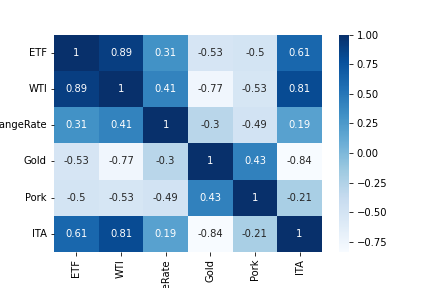 ETF 1 0.89 0.31 -0.53 -0.5 0.61
WTI 0.89 1 0.41 -0.77 -0.53 0.81
angeRate 0.31 0.41 1 -0.3 -0.49 0.19
Gold -0.53 -0.77 -0.3 1 0.43 -0.84
Pork -0.5 -0.53 -0.49 0.43 1 -0.21
ITA 0.61 0.81 0.19 -0.84 -0.21 1
ETF WTI eRate Gold Pork ITA
1.00
0.75
0.50
0.25
0.00
−0.25
−0.50
−0.75